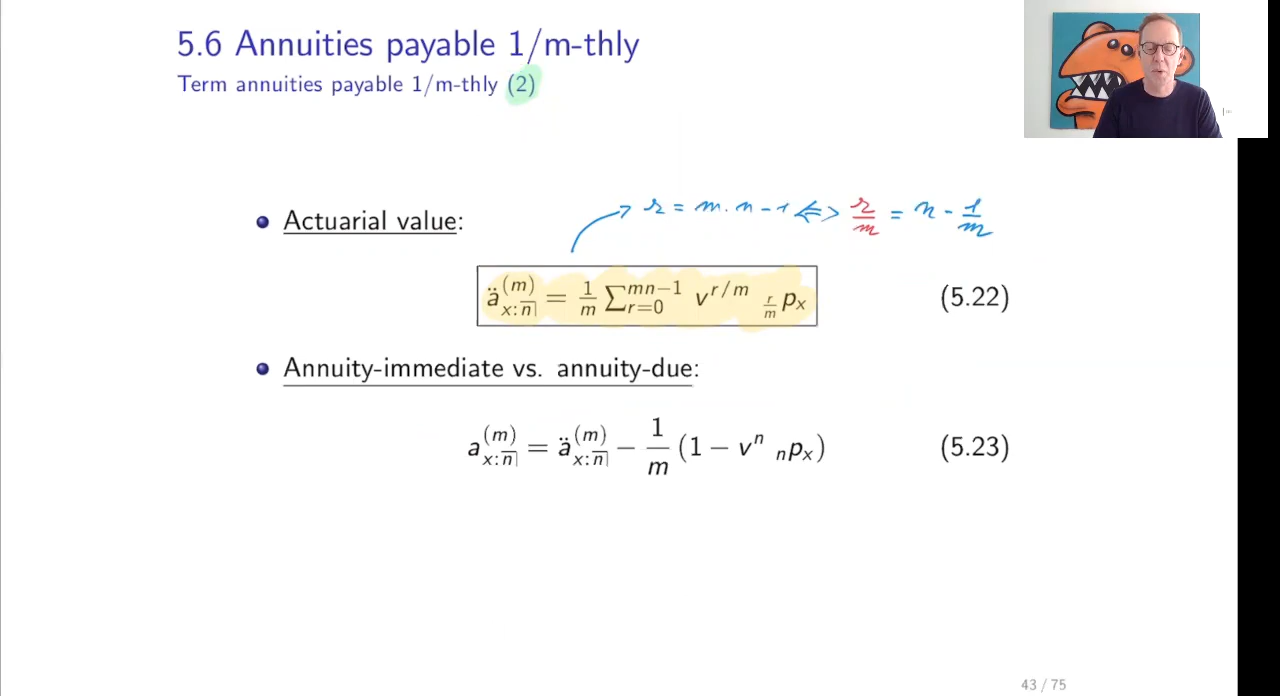 5.6 Annuities payable 1/m-thly
Term annuities payable 1/m-thly (2)
r = m.n-1 <=> r/m = n - 1/m
Actuarial value:
ä^{(m)}_{x:n̅|} = 1/m ∑_{r=0}^{mn−1} v^{r/m} _{r/m}p_x (5.22)
Annuity-immediate vs. annuity-due:
a^{(m)}_{x:n̅|} = ä^{(m)}_{x:n̅|} − 1/m (1 − v^n _np_x) (5.23)
43 / 75